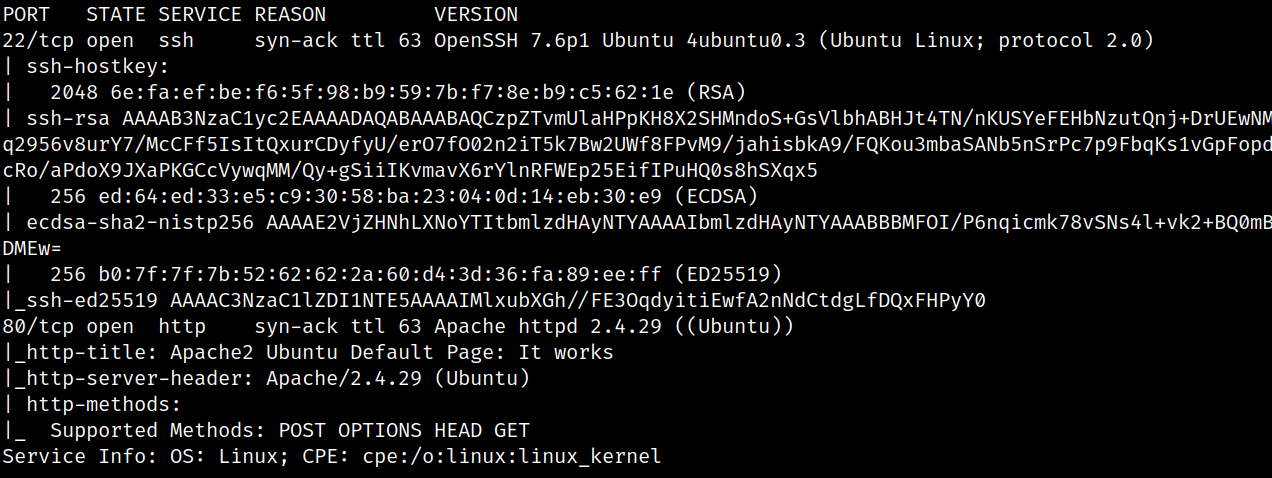 PORT   STATE SERVICE REASON         VERSION
22/tcp open  ssh     syn-ack ttl 63 OpenSSH 7.6p1 Ubuntu 4ubuntu0.3 (Ubuntu Linux; protocol 2.0)
| ssh-hostkey:
|   2048 6e:fa:ef:be:f6:5f:98:b9:59:7b:f7:8e:b9:c5:62:1e (RSA)
| ssh-rsa AAAAB3NzaC1yc2EAAAADAQABAAABAQCzpZTvmUlaHPpKH8X2SHMndoS+GsVlbhABHJt4TN/nKUSYeFEHbNzutQnj+DrUEwNM
q2956v8urY7/McCFf5IsItQxurCDyfyU/erO7fO02n2iT5k7Bw2UWf8FPvM9/jahisbkA9/FQKou3mbaSANb5nSrPc7p9FbqKs1vGpFopd
cRo/aPdoX9JXaPKGCcVywqMM/Qy+gSiiIKvmavX6rYlnRFWEp25EifIPuHQ0s8hSXqx5
|   256 ed:64:ed:33:e5:c9:30:58:ba:23:04:0d:14:eb:30:e9 (ECDSA)
| ecdsa-sha2-nistp256 AAAAE2VjZHNhLXNoYTItbmlzdHAyNTYAAAAIbmlzdHAyNTYAAABBBMFOI/P6nqicmk78vSNs4l+vk2+BQ0mB
DMEw=
|   256 b0:7f:7f:7b:52:62:62:2a:60:d4:3d:36:fa:89:ee:ff (ED25519)
|_ssh-ed25519 AAAAC3NzaC1lZDI1NTE5AAAAIMlxubXGh//FE3OqdyitiEwfA2nNdCtdgLfDQxFHPyY0
80/tcp open  http    syn-ack ttl 63 Apache httpd 2.4.29 ((Ubuntu))
|_http-title: Apache2 Ubuntu Default Page: It works
|_http-server-header: Apache/2.4.29 (Ubuntu)
| http-methods:
|_  Supported Methods: POST OPTIONS HEAD GET
Service Info: OS: Linux; CPE: cpe:/o:linux:linux_kernel